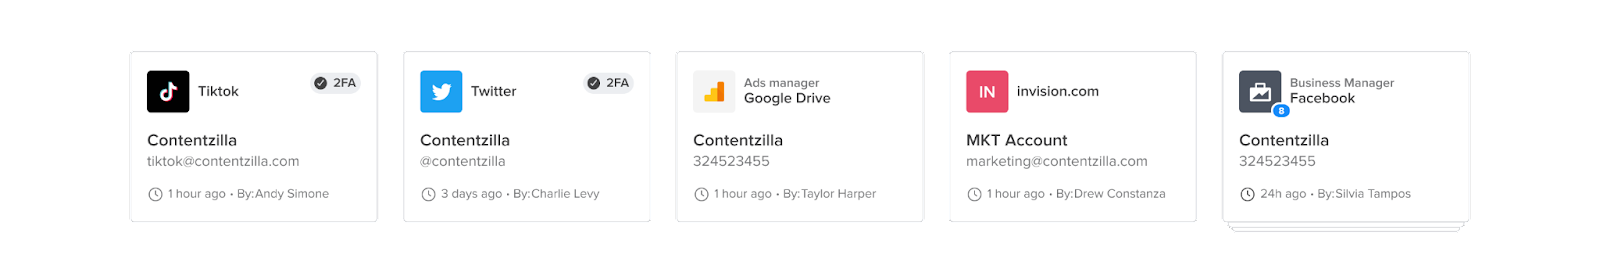 Tiktok
2FA
Contentzilla
tiktok@contentzilla.com
1 hour ago • By:Andy Simone
Twitter
2FA
Contentzilla
@contentzilla
3 days ago • By:Charlie Levy
Ads manager
Google Drive
Contentzilla
324523455
1 hour ago • By:Taylor Harper
IN
invision.com
MKT Account
marketing@contentzilla.com
1 hour ago • By:Drew Constanza
Business Manager
Facebook
B
Contentzilla
324523455
24h ago • By:Silvia Tampos